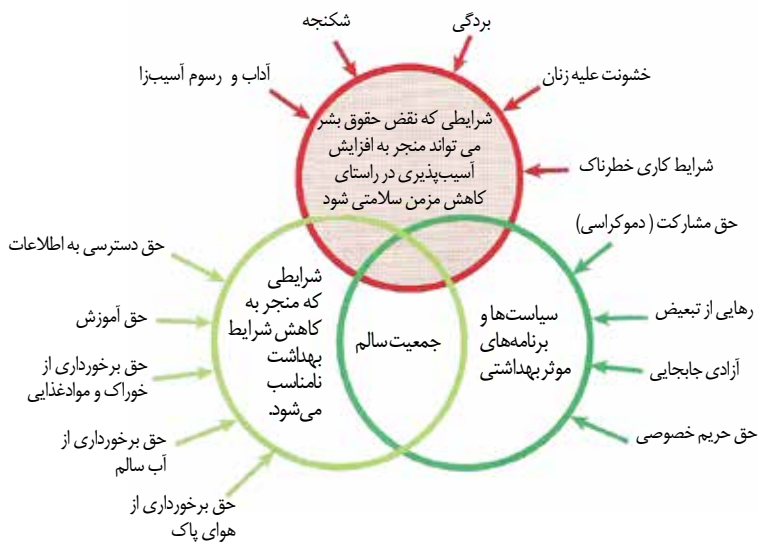 بردگی
شکنجه
خشونت علیه زنان
آداب و رسوم آسیب‌زا
شرایط کاری خطرناک
شرایطی که نقض حقوق بشر
می تواند منجر به افزایش
آسیب‌پذیری در راستای
کاهش مزمن سلامتی شود
حق مشارکت (دموکراسی)
رهایی از تبعیض
آزادی جابجایی
حق حریم خصوصی
سیاست‌ها و
برنامه‌های
موثر بهداشتی
جمعیت سالم
شرایطی
که منجر به
کاهش شرایط
بهداشت
نامناسب
می‌شود.
حق دسترسی به اطلاعات
حق آموزش
حق برخورداری از
خوراک و موادغذایی
حق برخورداری از
آب سالم
حق برخورداری از
هوای پاک